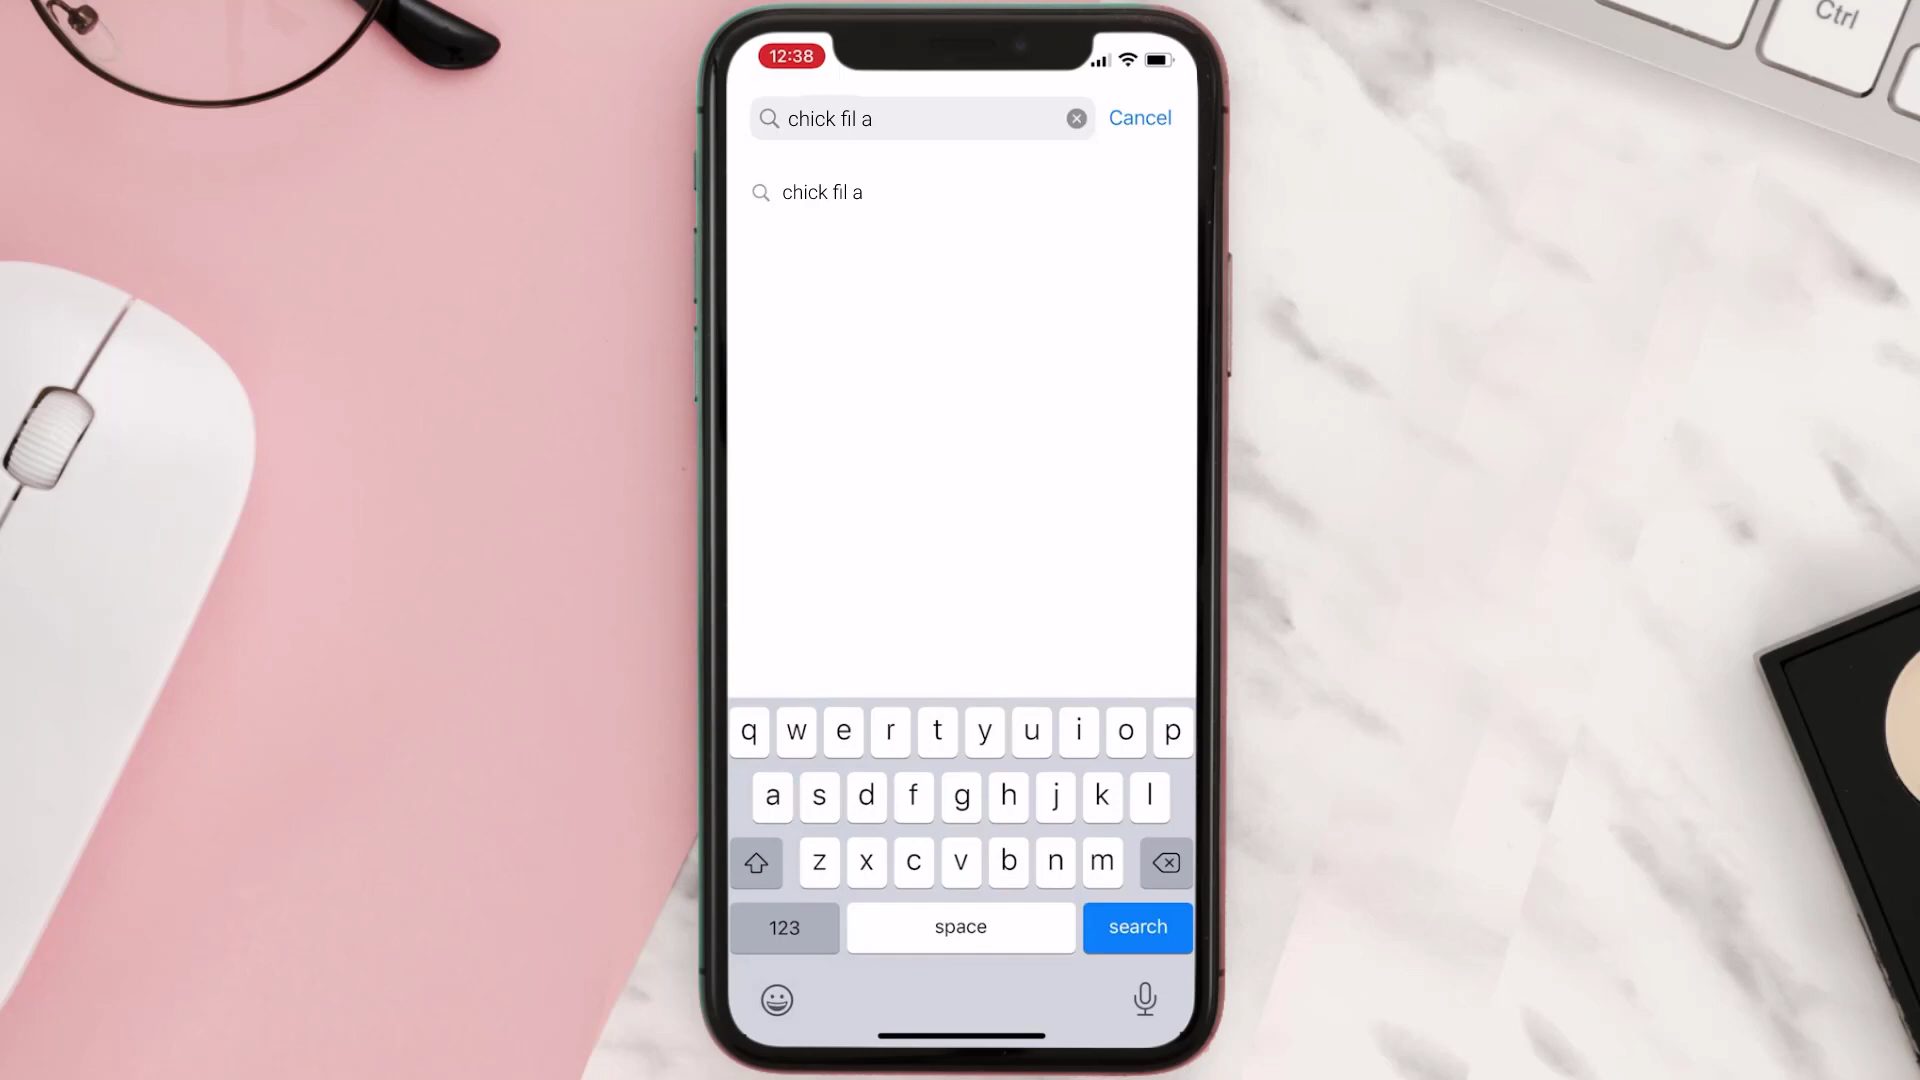 Ctrl
12:38
chick fil a
Cancel
chick fil a
q w e r t y u i o p
a s d f g h j k l
z x c v b n m
123 space search